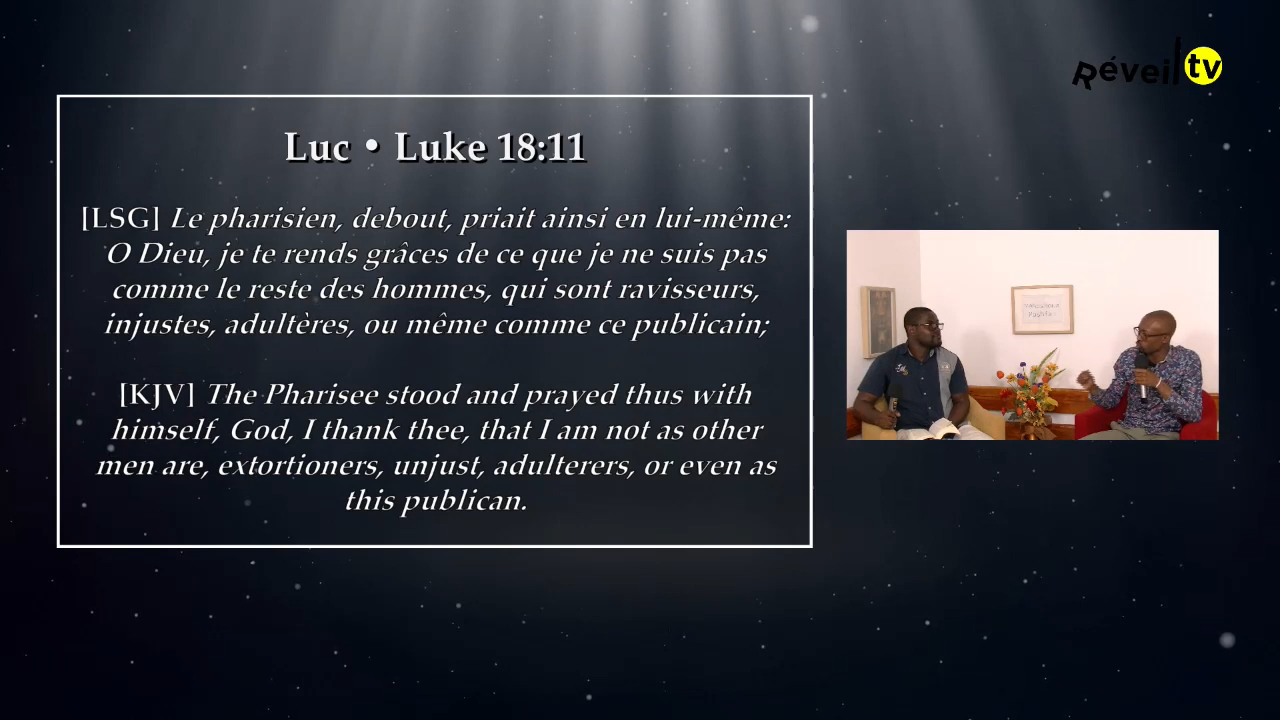 Réveil tv
Luc • Luke 18:11
[LSG] Le pharisien, debout, priait ainsi en lui-même:
O Dieu, je te rends grâces de ce que je ne suis pas
comme le reste des hommes, qui sont ravisseurs,
injustes, adultères, ou même comme ce publicain;
[KJV] The Pharisee stood and prayed thus with
himself, God, I thank thee, that I am not as other
men are, extortioners, unjust, adulterers, or even as
this publican.